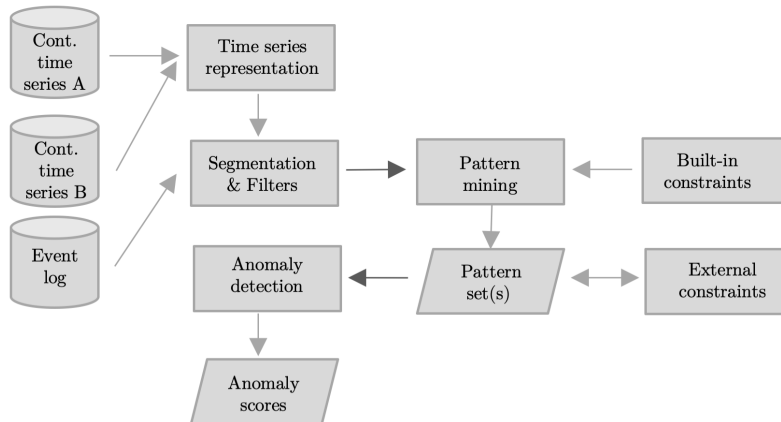 Cont.
time
series A
Time series
representation
Cont.
time
series B
Segmentation
& Filters
Pattern
mining
Built-in
constraints
Event
log
Anomaly
detection
Pattern
set(s)
External
constraints
Anomaly
scores